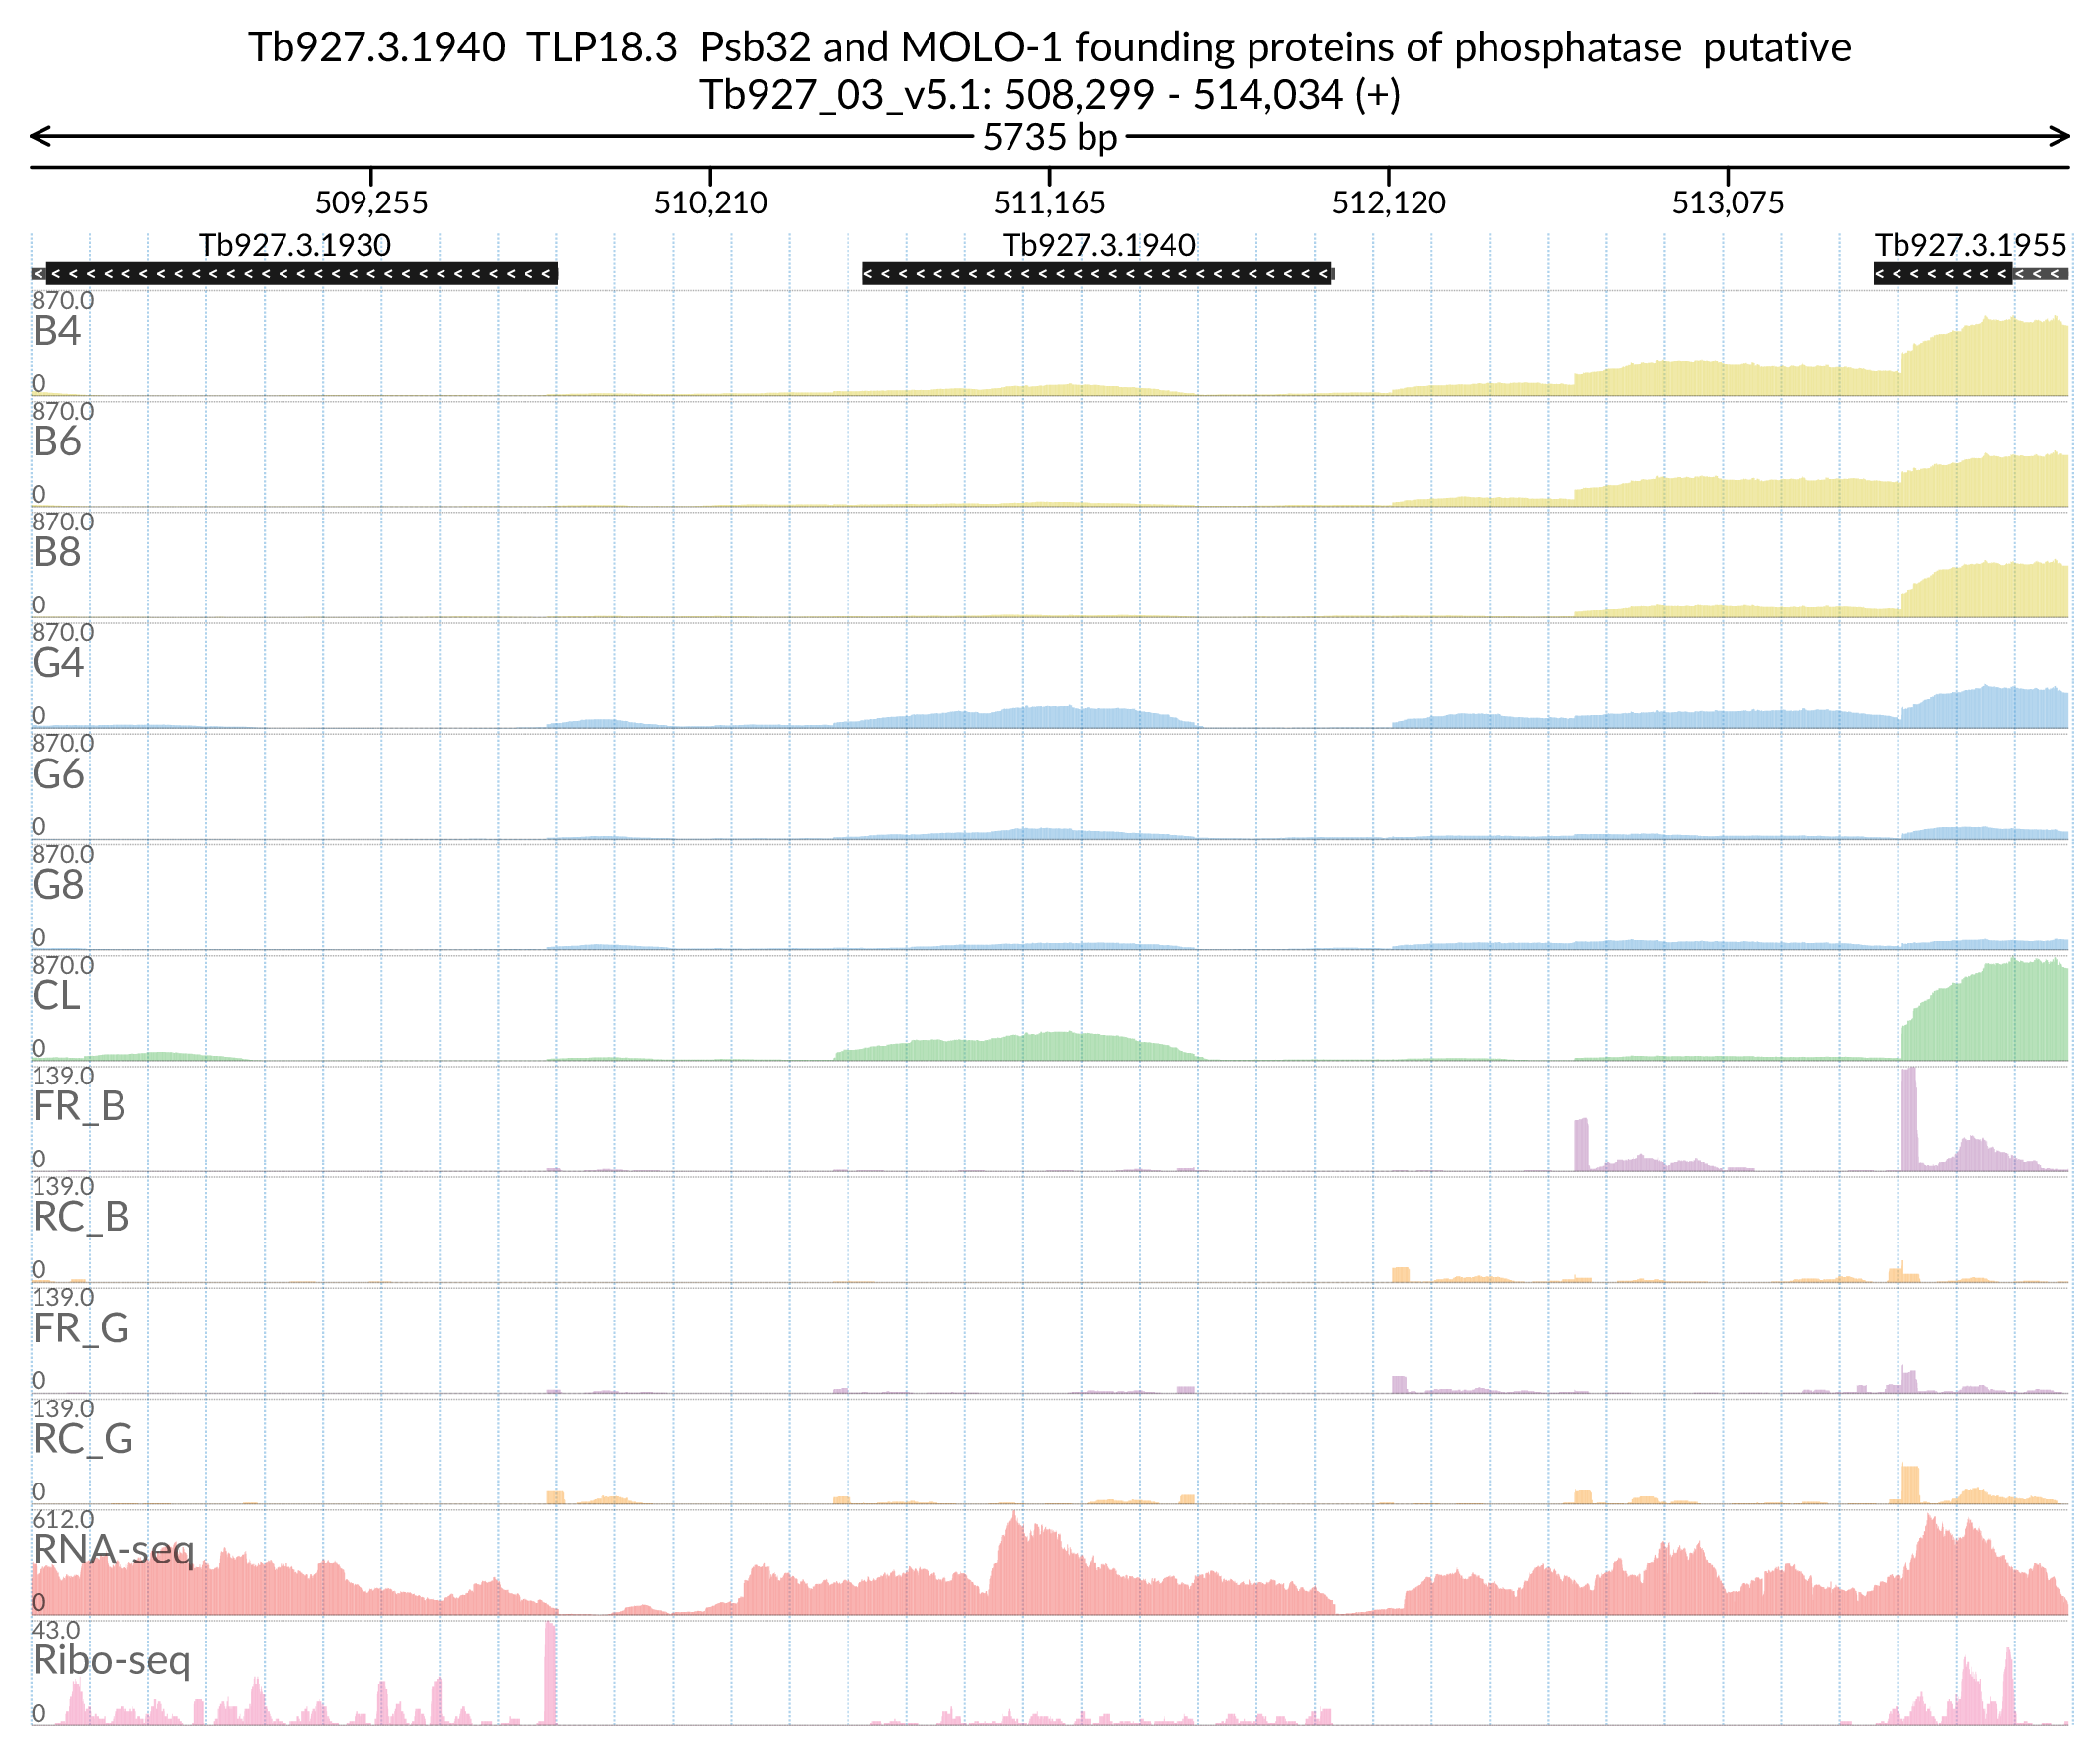 Tb927.3.1940  TLP18.3  Psb32 and MOLO-1 founding proteins of phosphatase  putative
Tb927_03_v5.1: 508,299 - 514,034 (+)
5735 bp
509,255 510,210 511,165 512,120 513,075
Tb927.3.1930 Tb927.3.1940 Tb927.3.1955
870.0
B4
0
870.0
B6
0
870.0
B8
0
870.0
G4
0
870.0
G6
0
870.0
G8
0
870.0
CL
0
139.0
FR_B
0
139.0
RC_B
0
139.0
FR_G
0
139.0
RC_G
0
612.0
RNA-seq
0
43.0
Ribo-seq
0